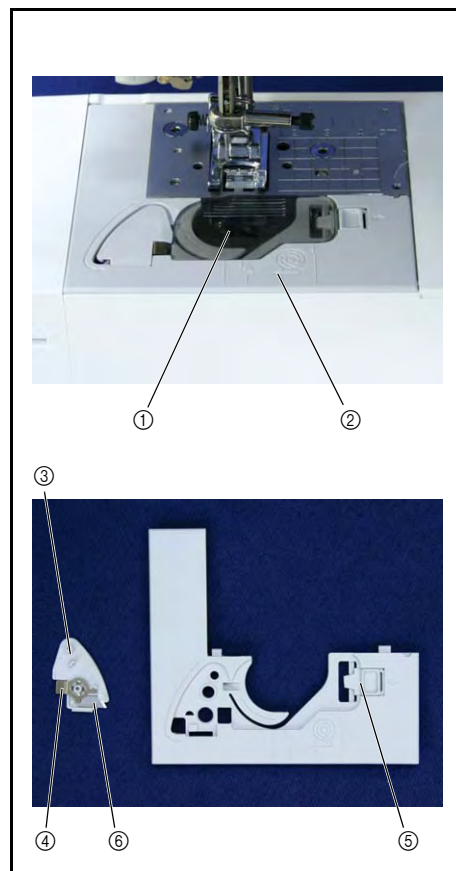 ① ②
③
④ ⑥ ⑤